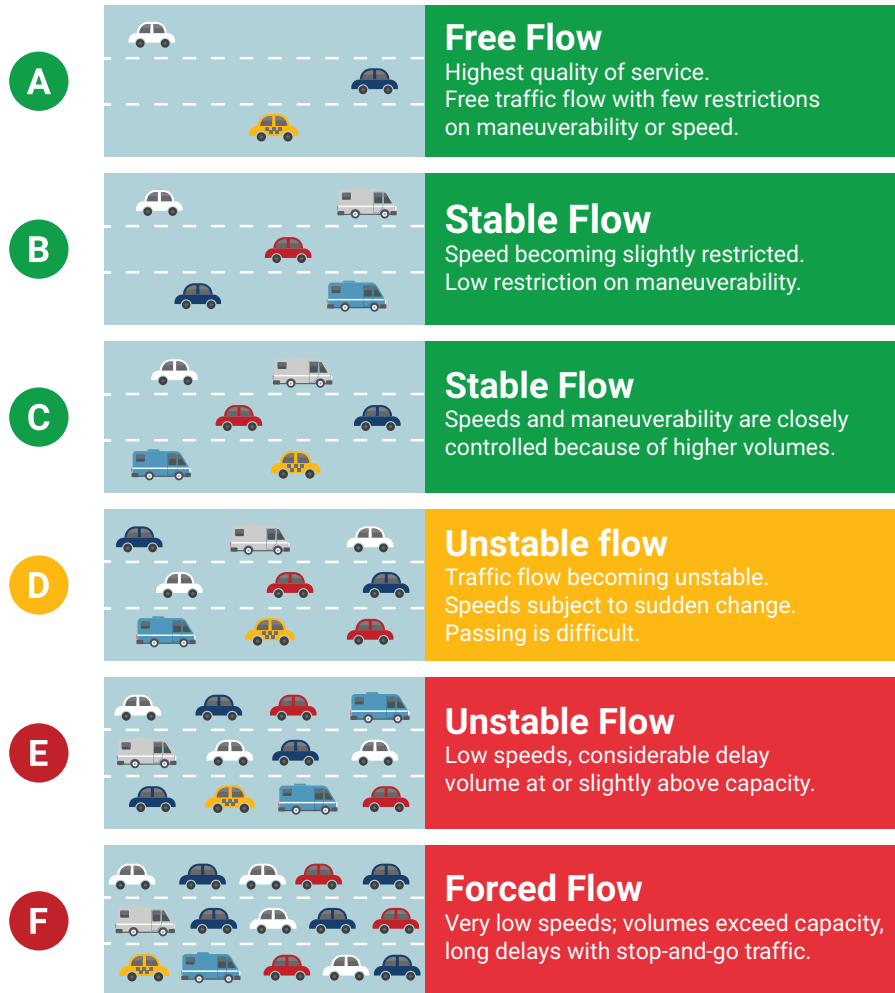 A
Free Flow
Highest quality of service.
Free traffic flow with few restrictions
on maneuverability or speed.
B
Stable Flow
Speed becoming slightly restricted.
Low restriction on maneuverability.
C
Stable Flow
Speeds and maneuverability are closely
controlled because of higher volumes.
D
Unstable flow
Traffic flow becoming unstable.
Speeds subject to sudden change.
Passing is difficult.
E
Unstable Flow
Low speeds, considerable delay
volume at or slightly above capacity.
F
Forced Flow
Very low speeds; volumes exceed capacity,
long delays with stop-and-go traffic.